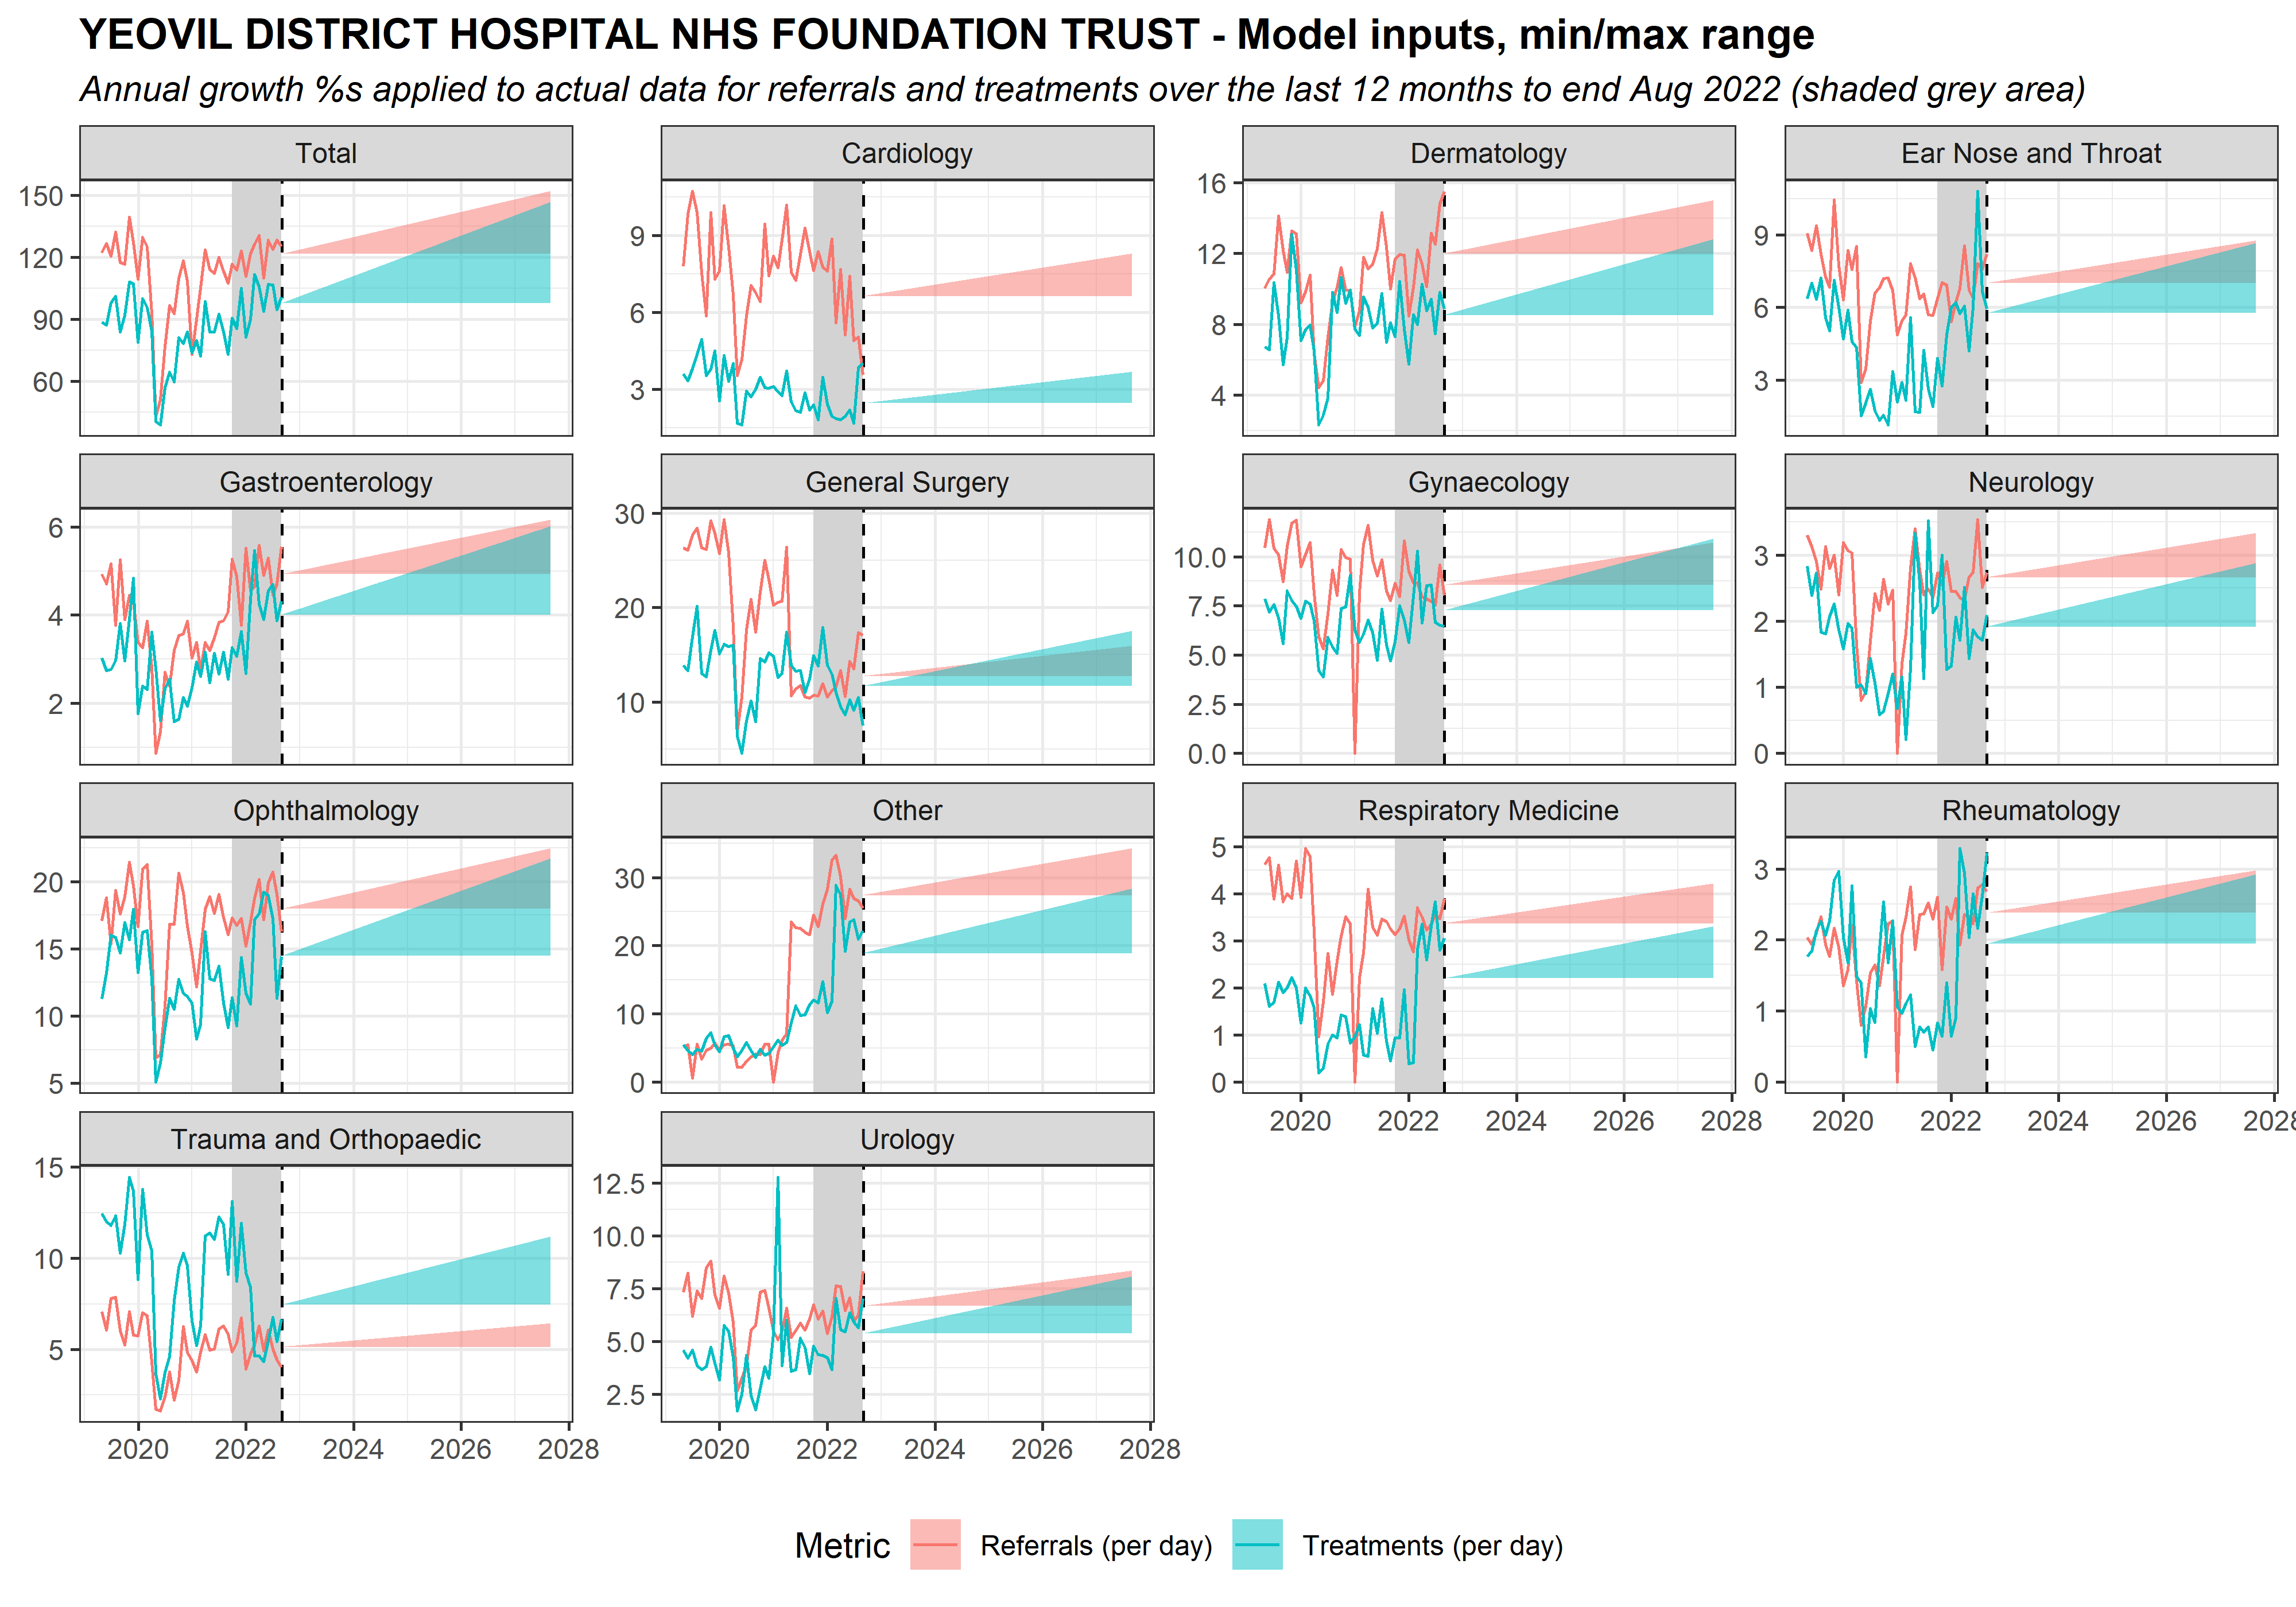 YEOVIL DISTRICT HOSPITAL NHS FOUNDATION TRUST - Model inputs, min/max range
Annual growth %s applied to actual data for referrals and treatments over the last 12 months to end Aug 2022 (shaded grey area)
Total
150
120
90
60
Cardiology
9
6
3
Dermatology
16
12
8
4
Ear Nose and Throat
9
6
3
Gastroenterology
6
4
2
General Surgery
30
20
10
Gynaecology
10.0
7.5
5.0
2.5
0.0
Neurology
3
2
1
0
Ophthalmology
20
15
10
5
Other
30
20
10
0
Respiratory Medicine
5
4
3
2
1
0
2020 2022 2024 2026 2028
Rheumatology
3
2
1
0
2020 2022 2024 2026 2028
Trauma and Orthopaedic
15
10
5
2020 2022 2024 2026 2028
Urology
12.5
10.0
7.5
5.0
2.5
2020 2022 2024 2026 2028
Metric Referrals (per day) Treatments (per day)